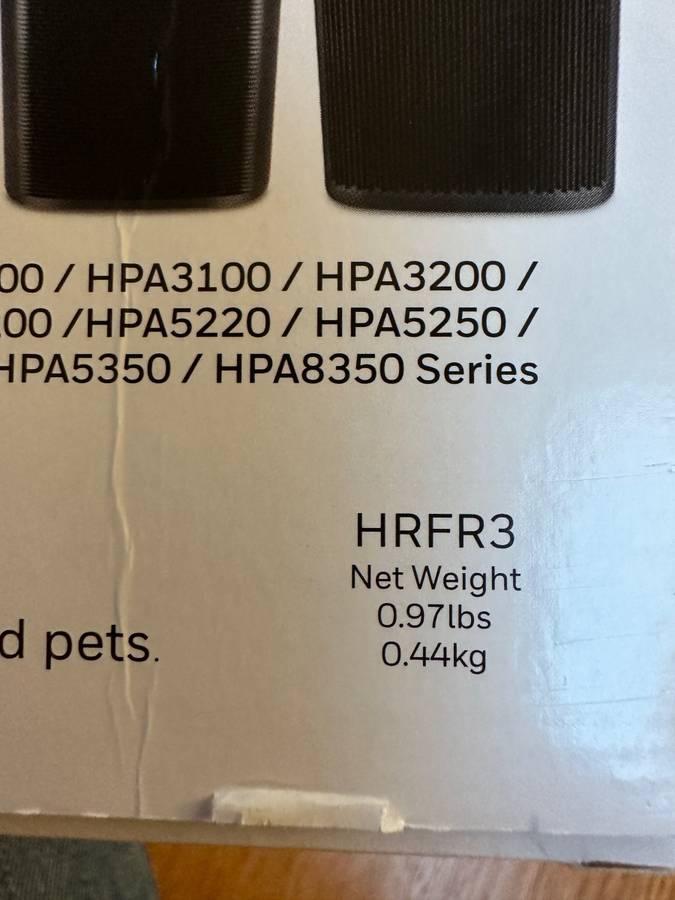 00 / HPA3100 / HPA3200 /
00 /HPA5220 / HPA5250 /
HPA5350 / HPA8350 Series
HRFR3
Net Weight
0.97lbs
0.44kg
d pets.